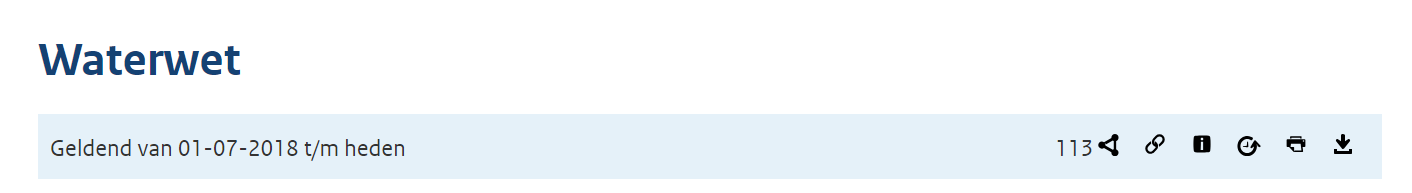 Waterwet
Geldend van 01-07-2018 t/m heden 113